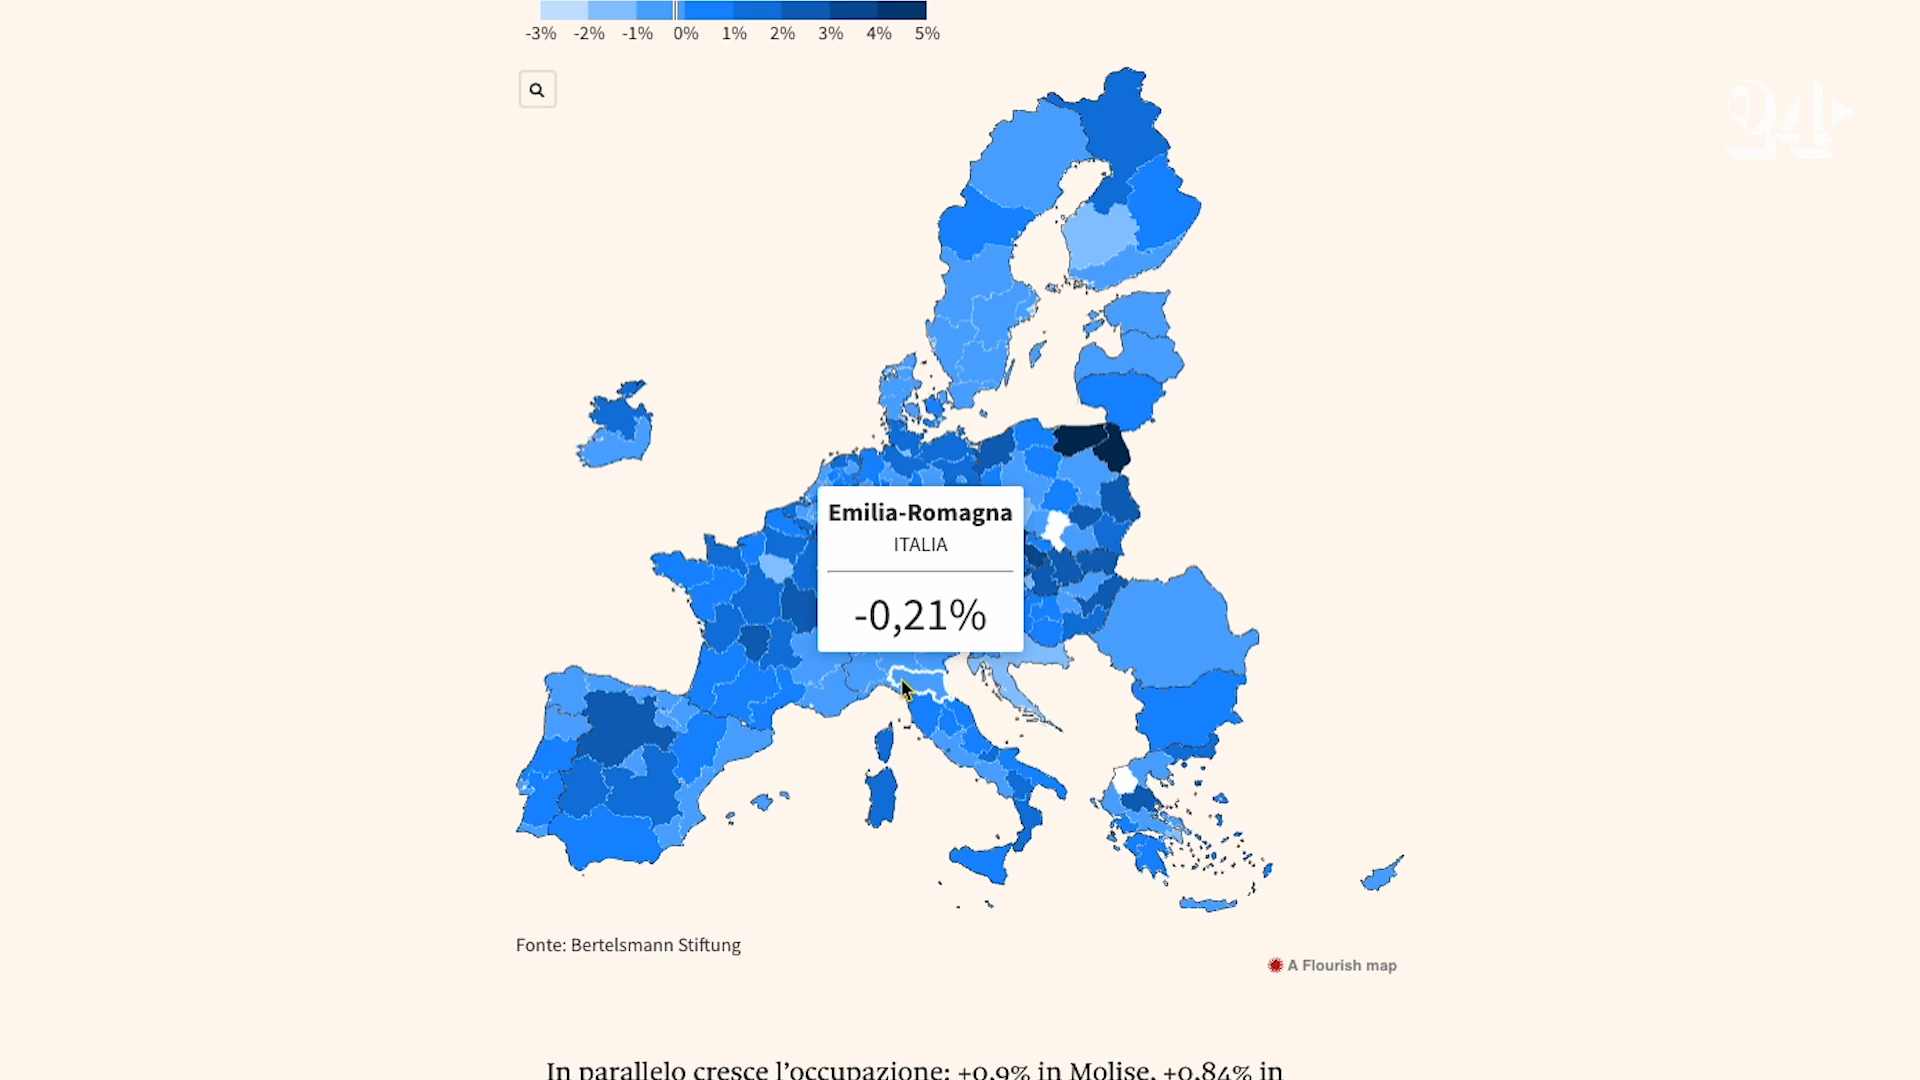 -3% -2% -1% 0% 1% 2% 3% 4% 5%
24
Emilia-Romagna
ITALIA
-0,21%
Fonte: Bertelsmann Stiftung
A Flourish map
In parallelo cresce l’occupazione: +0,9% in Molise, +0,84% in